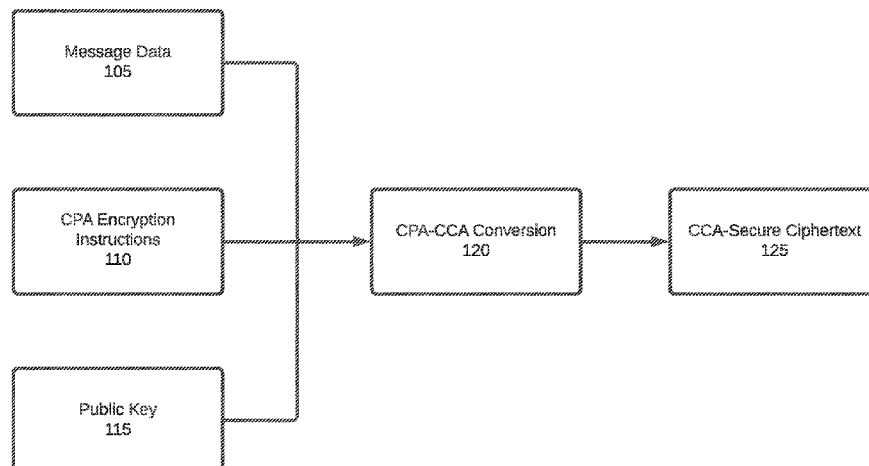 Message Data
105
CPA Encryption
Instructions
110
CPA-CCA Conversion
120
CCA-Secure Ciphertext
125
Public Key
115